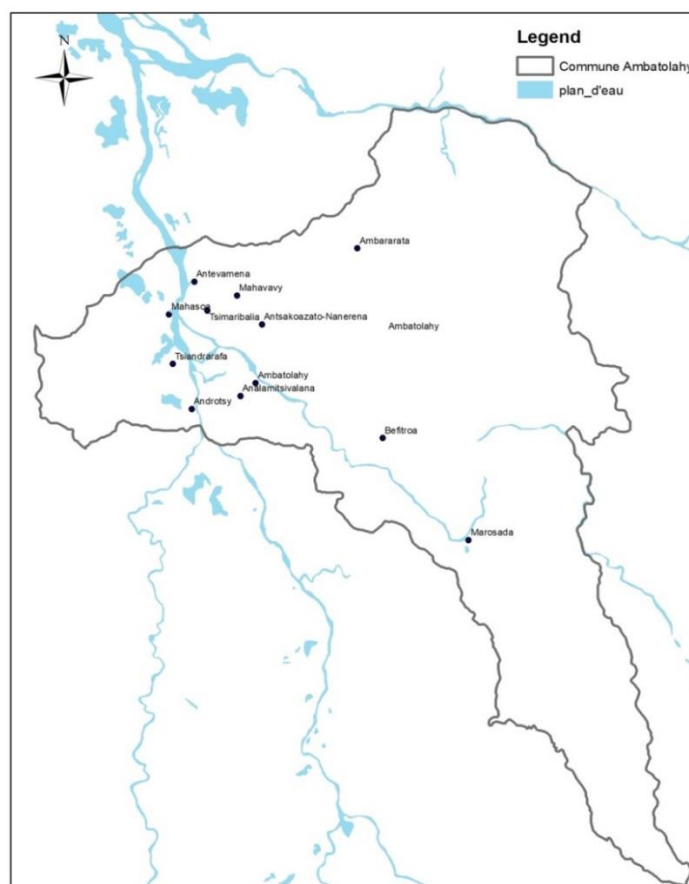 N
Legend
Commune Ambatolahy
plan_d'eau
Ambararata
Antevamena
Mahavavy
Mahasoa
Tsimaribalia
Antsakoazato-Nanerena
Ambatolahy
Tsiandrarafa
Ambatolahy
Analamitsivalana
Androtsy
Befitroa
Marosada